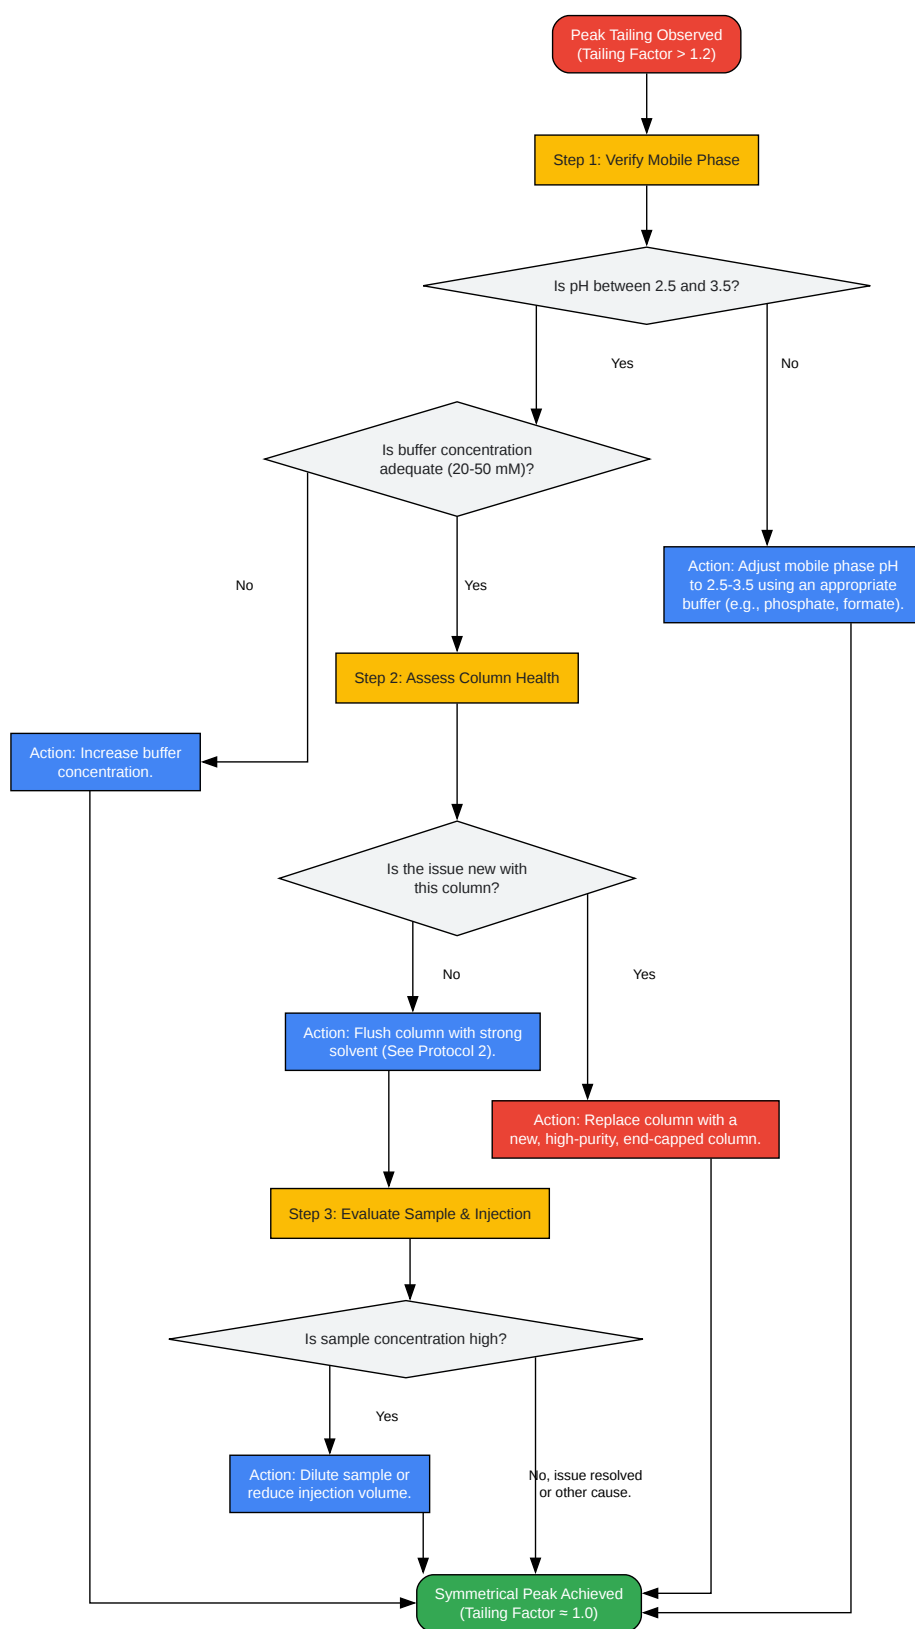 Peak Tailing Observed
(Tailing Factor > 1.2)
Step 1: Verify Mobile Phase
Is pH between 2.5 and 3.5?
Yes
No
Is buffer concentration
adequate (20-50 mM)?
Action: Adjust mobile phase pH
to 2.5-3.5 using an appropriate
buffer (e.g., phosphate, formate).
No
Yes
Step 2: Assess Column Health
Action: Increase buffer
concentration.
Is the issue new with
this column?
No
Yes
Action: Flush column with strong
solvent (See Protocol 2).
Action: Replace column with a
new, high-purity, end-capped column.
Step 3: Evaluate Sample & Injection
Is sample concentration high?
Yes
Action: Dilute sample or
reduce injection volume.
No, issue resolved
or other cause.
Symmetrical Peak Achieved
(Tailing Factor ≈ 1.0)